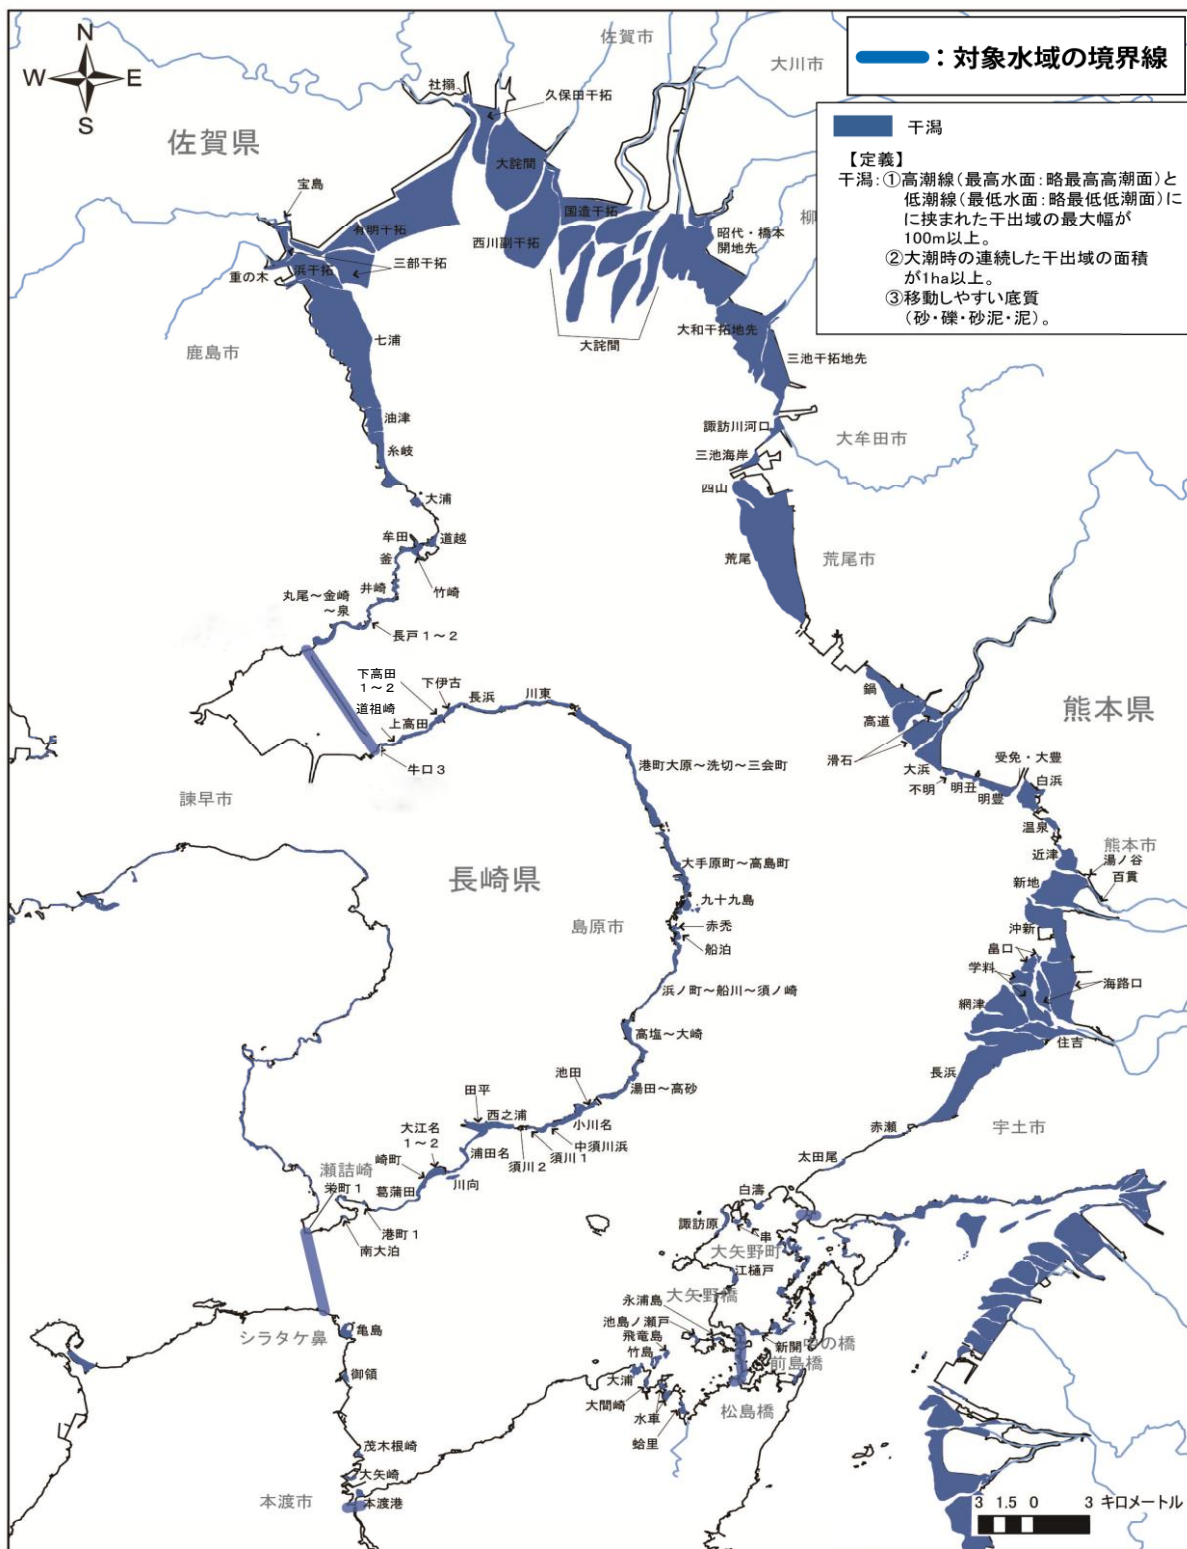 N
W
E
S
：対象水域の境界線
干潟
【定義】
干潟：①高潮線（最高水面：略最高高潮面）と
低潮線（最低水面：略最低低潮面）に
に挟まれた干出域の最大幅が
100m以上。
②大潮時の連続した干出域の面積
が1ha以上。
③移動しやすい底質
（砂・礫・砂泥・泥）。
佐賀市
大川市
柳
佐賀県
社搦
久保田干拓
大詫間
宝島
有明干拓
国造干拓
西川副干拓
昭代・橋本
開地先
三部干拓
浜干拓
重の木
大和干拓地先
大詫間
七浦
三池干拓地先
鹿島市
油津
諏訪川河口
大牟田市
糸岐
三池海岸
四山
大浦
牟田
道越
釜
荒尾
荒尾市
竹崎
井崎
丸尾～金崎
～泉
長戸１～２
下高田
１～２
下伊古
長浜
川東
道祖崎
上高田
牛口３
鍋
高道
滑石
大浜
熊本県
受免・大豊
白浜
不明
明丑
明豊
港町大原～洗切～三会町
諫早市
温泉
近津
熊本市
湯ノ谷
百貫
長崎県
大手原町～高島町
新地
九十九島
島原市
赤禿
船泊
沖新
畠口
学料
海路口
浜ノ町～船川～須ノ崎
網津
高塩～大崎
住吉
長浜
池田
湯田～高砂
田平
西之浦
小川名
赤瀬
宇土市
大江名
１～２
中須川浜
須川１
須川２
浦田名
崎町
太田尾
瀬詰崎
栄町１
葛蒲田
川向
白濤
諏訪原
串
港町１
南大泊
大矢野町
江樋戸
大矢野橋
永浦島
池島ノ瀬戸
シラタケ鼻
亀島
飛竜島
竹島
新開
中の橋
前島橋
御領
大浦
大間崎
松島橋
水車
蛤里
茂木根崎
大矢崎
本渡市
本渡港
3 1.5 0 3 キロメートル